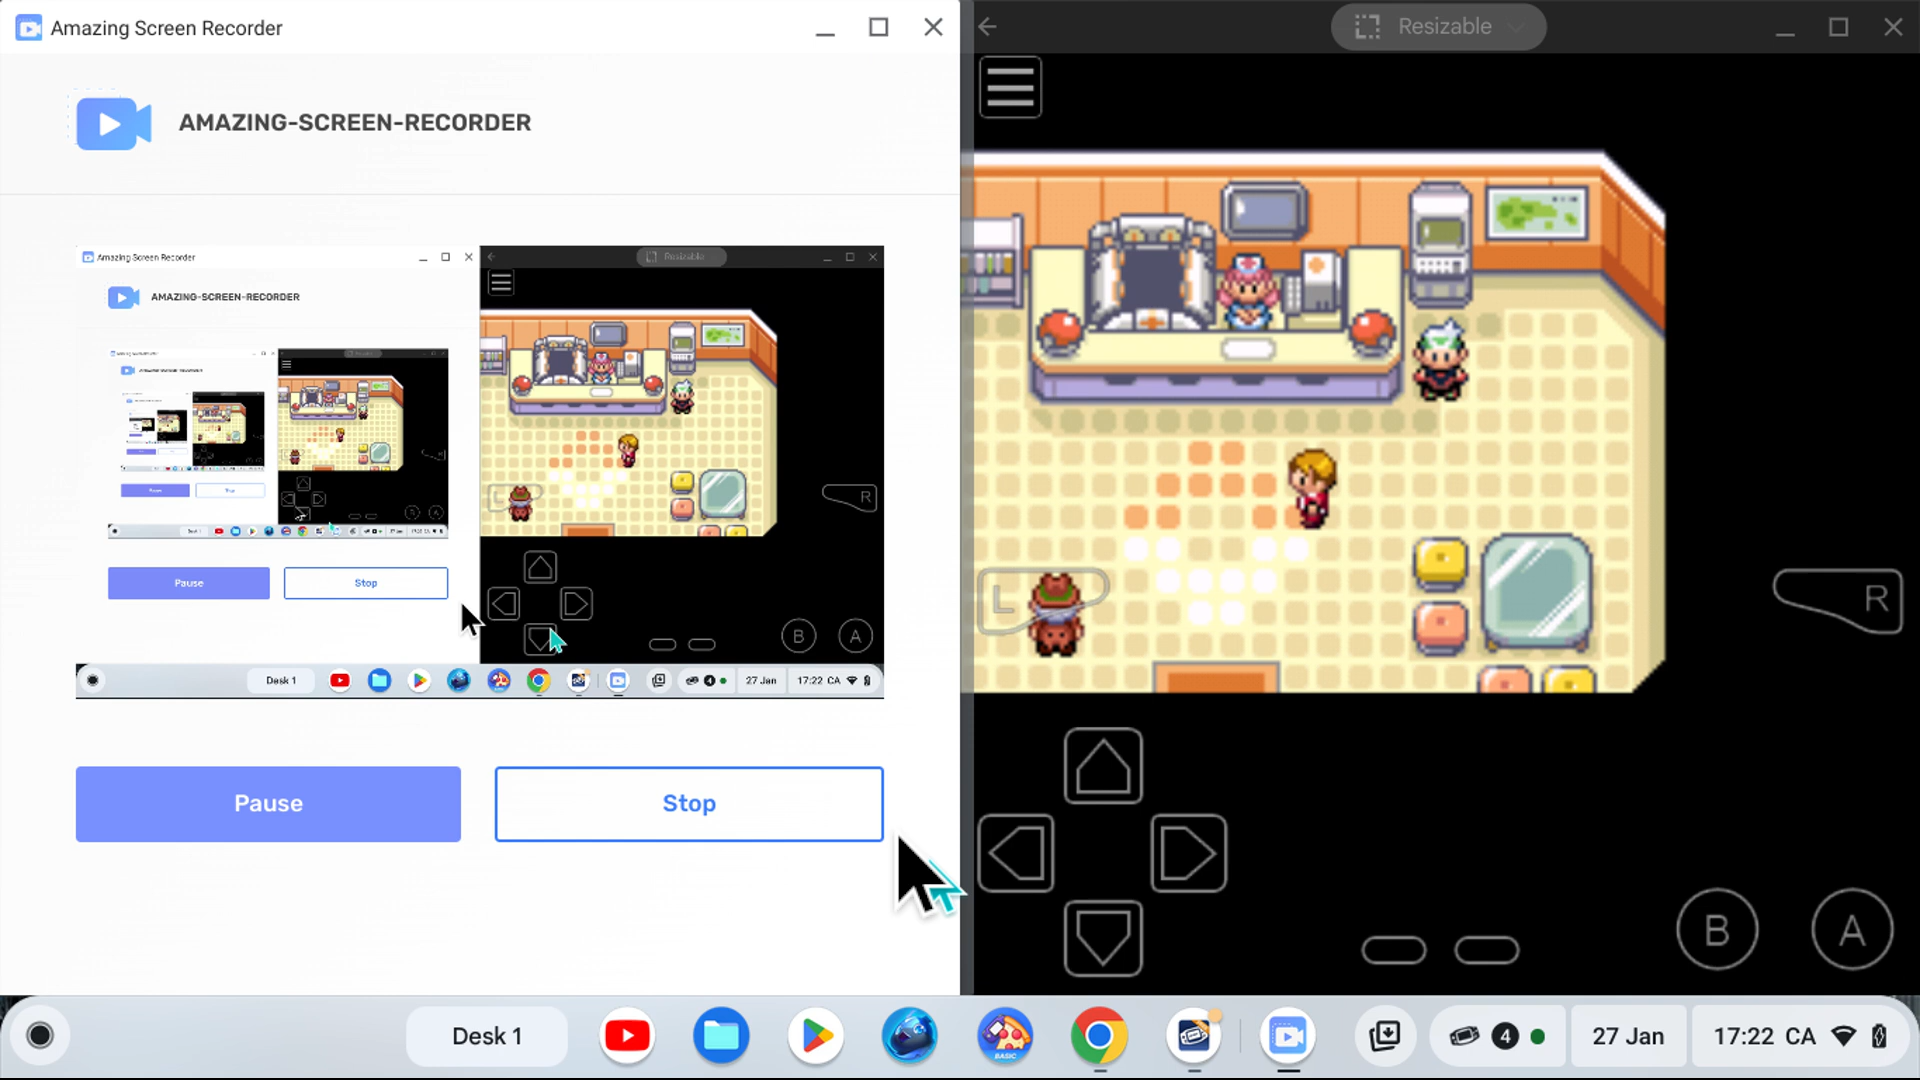 Amazing Screen Recorder
Resizable
AMAZING-SCREEN-RECORDER
Amazing Screen Recorder
Resizable
AMAZING-SCREEN-RECORDER
Pause
Stop
L
R
B
A
Desk 1
27 Jan
17:22 CA
Pause
Stop
L
R
B
A
Desk 1
BASIC
4
27 Jan
17:22 CA